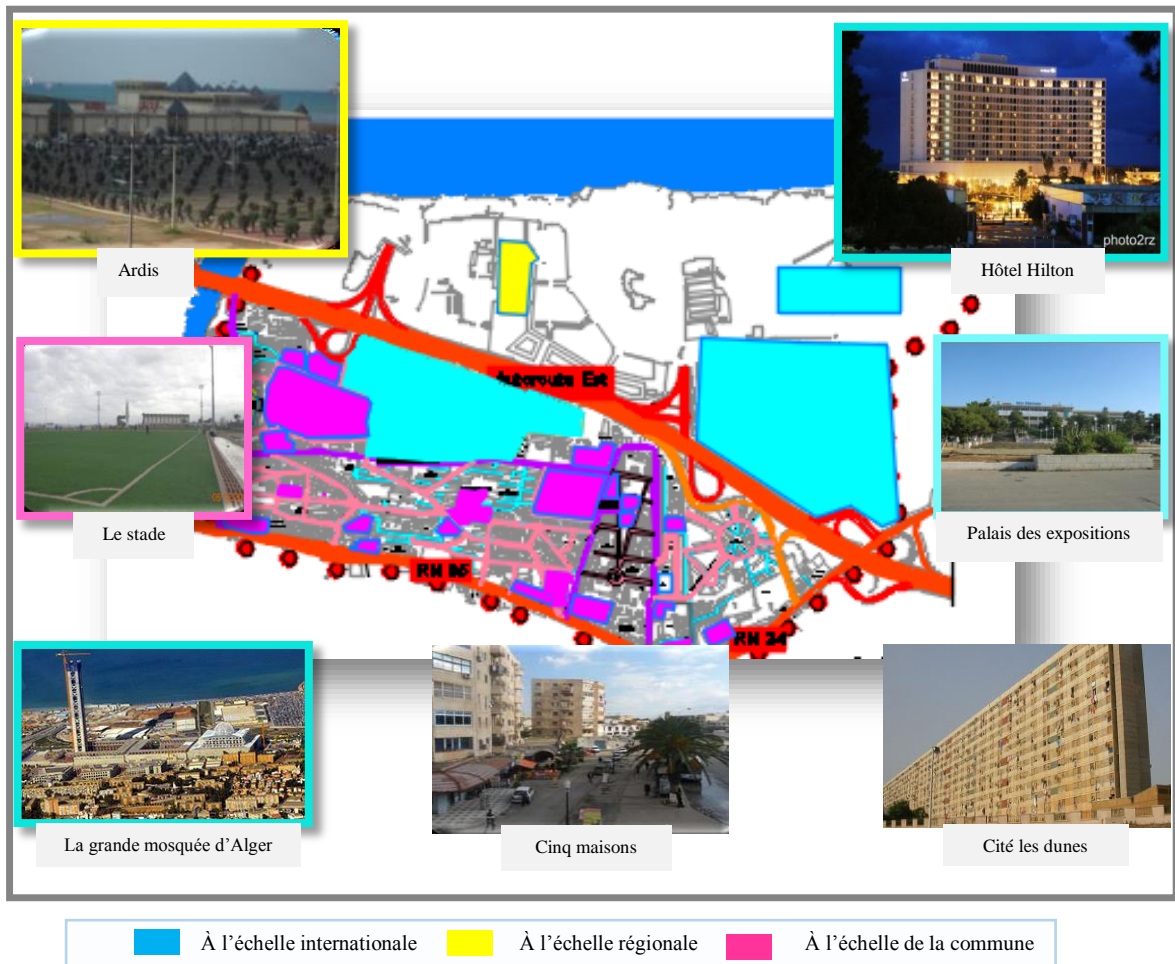 photo2rz
Ardis
Hôtel Hilton
Autoroute Est
Le stade
Palais des expositions
RN
RN 24
La grande mosquée d’Alger
Cinq maisons
Cité les dunes
À l’échelle internationale
À l’échelle régionale
À l’échelle de la commune